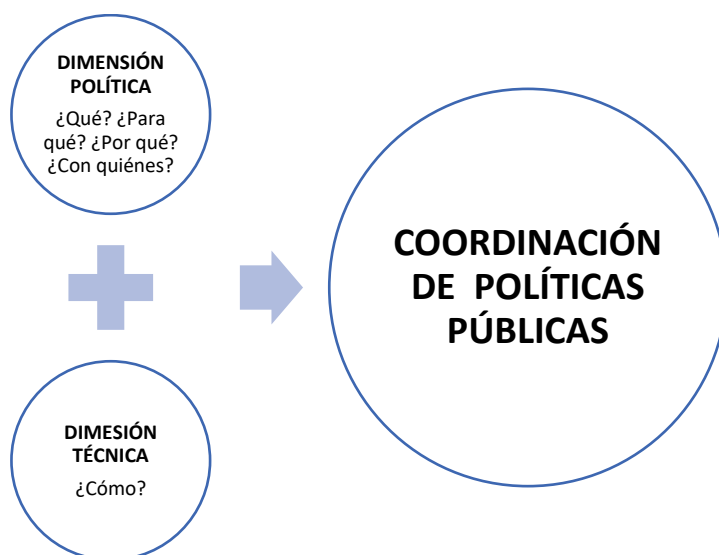 DIMENSIÓN
POLÍTICA
¿Qué? ¿Para
qué? ¿Por qué?
¿Con quiénes?
DIMESIÓN
TÉCNICA
¿Cómo?
COORDINACIÓN
DE POLÍTICAS
PÚBLICAS